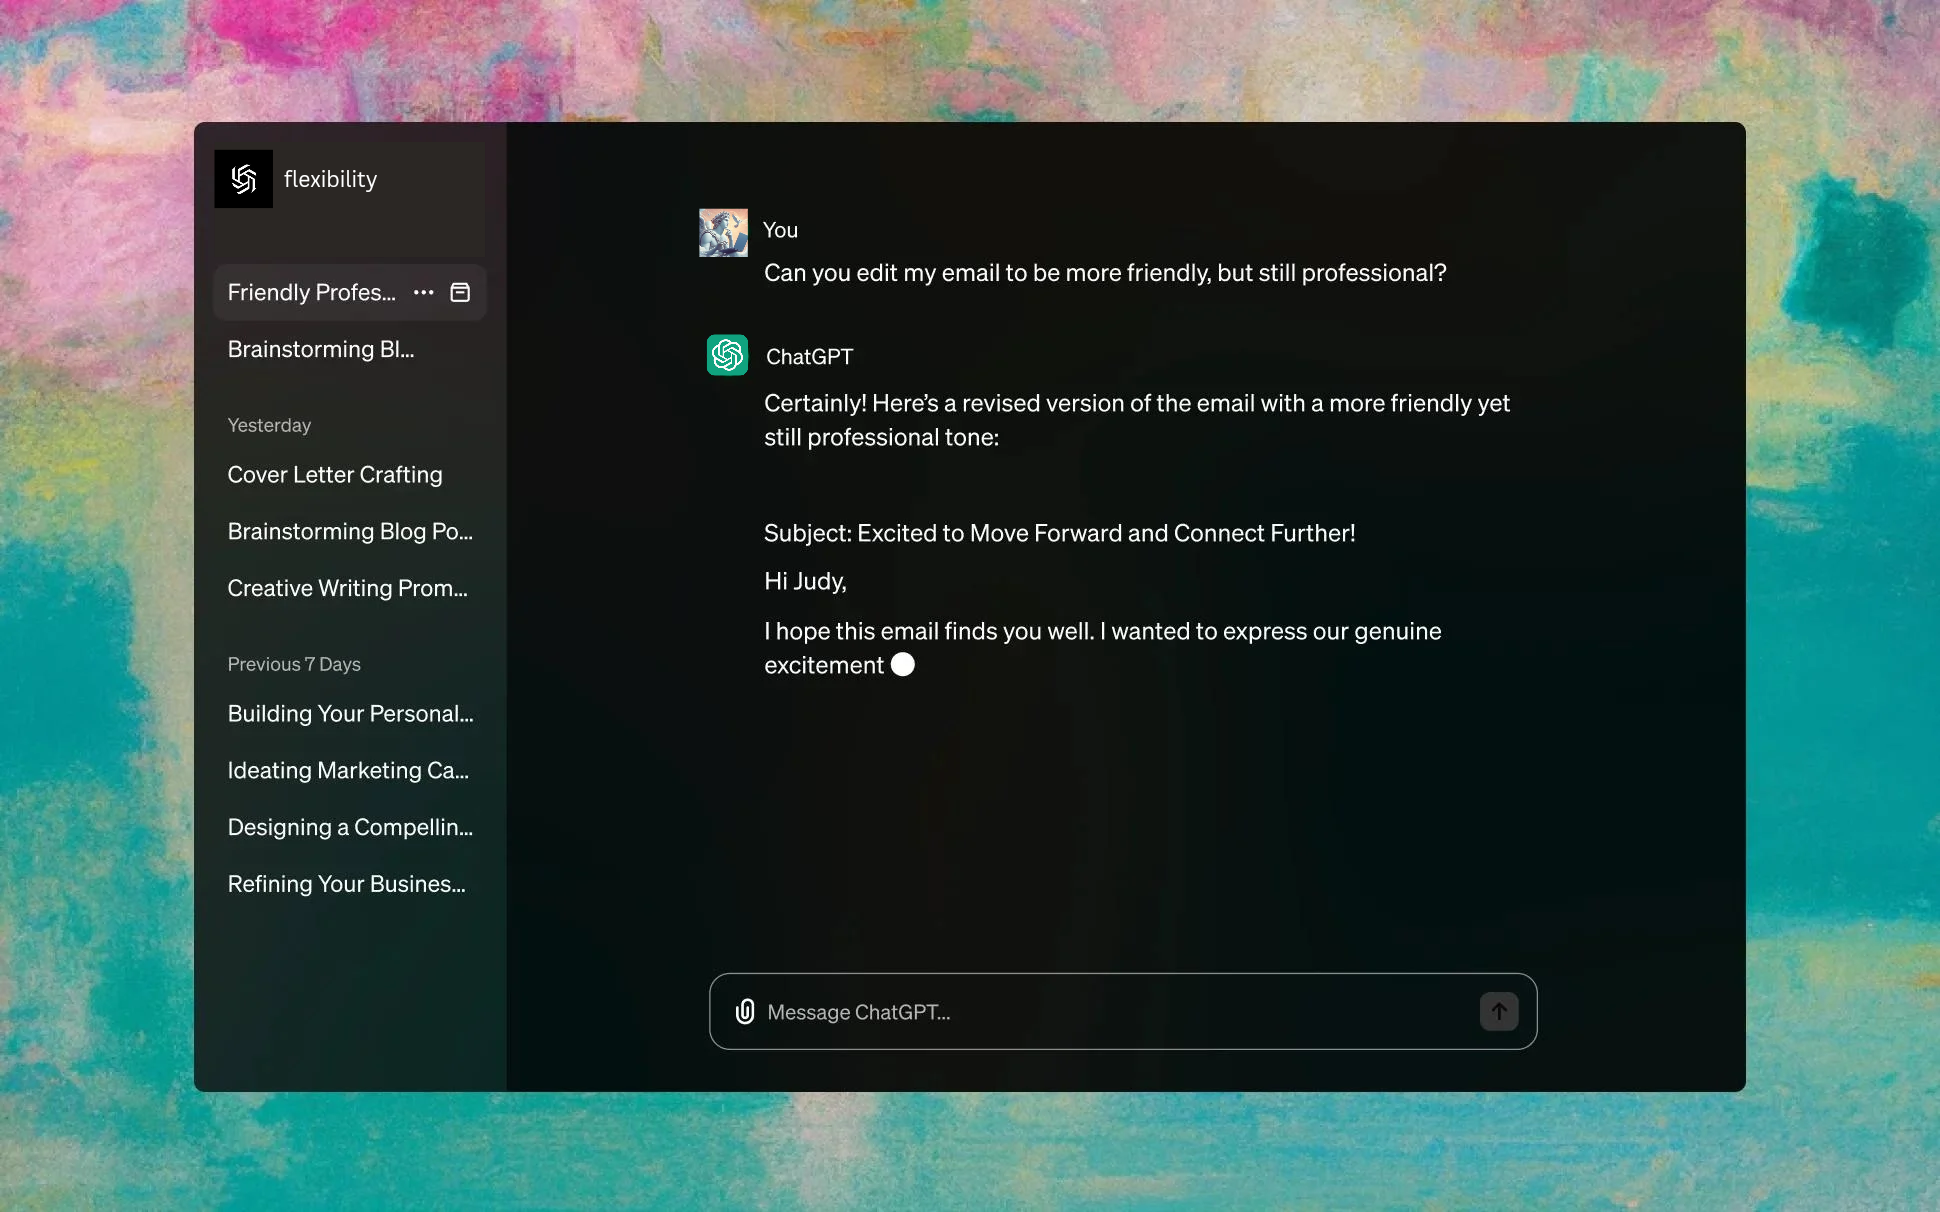 flexibility
Friendly Profes...
Brainstorming Bl...
Yesterday
Cover Letter Crafting
Brainstorming Blog Po...
Creative Writing Prom...
Previous 7 Days
Building Your Personal...
Ideating Marketing Ca...
Designing a Compellin...
Refining Your Busines...
You
Can you edit my email to be more friendly, but still professional?
ChatGPT
Certainly! Here’s a revised version of the email with a more friendly yet
still professional tone:
Subject: Excited to Move Forward and Connect Further!
Hi Judy,
I hope this email finds you well. I wanted to express our genuine
excitement
Message ChatGPT...